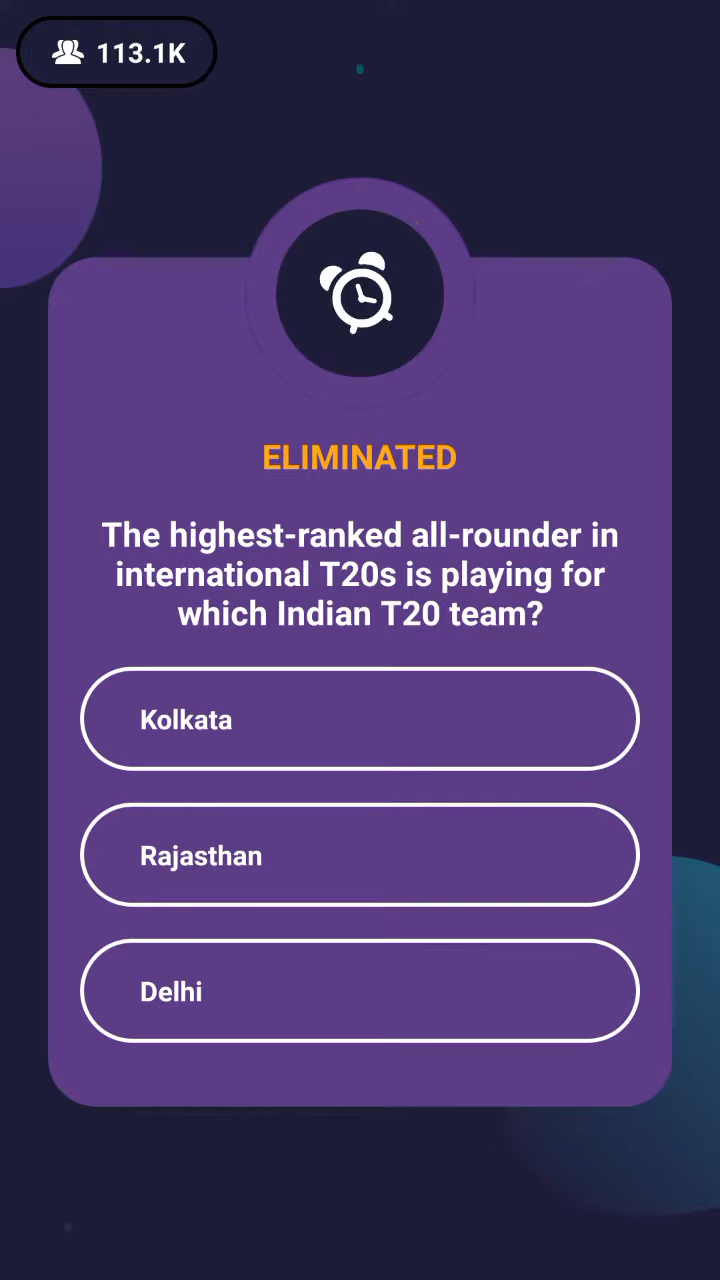 113.1K
ELIMINATED
The highest-ranked all-rounder in
international T20s is playing for
which Indian T20 team?
Kolkata
Rajasthan
Delhi